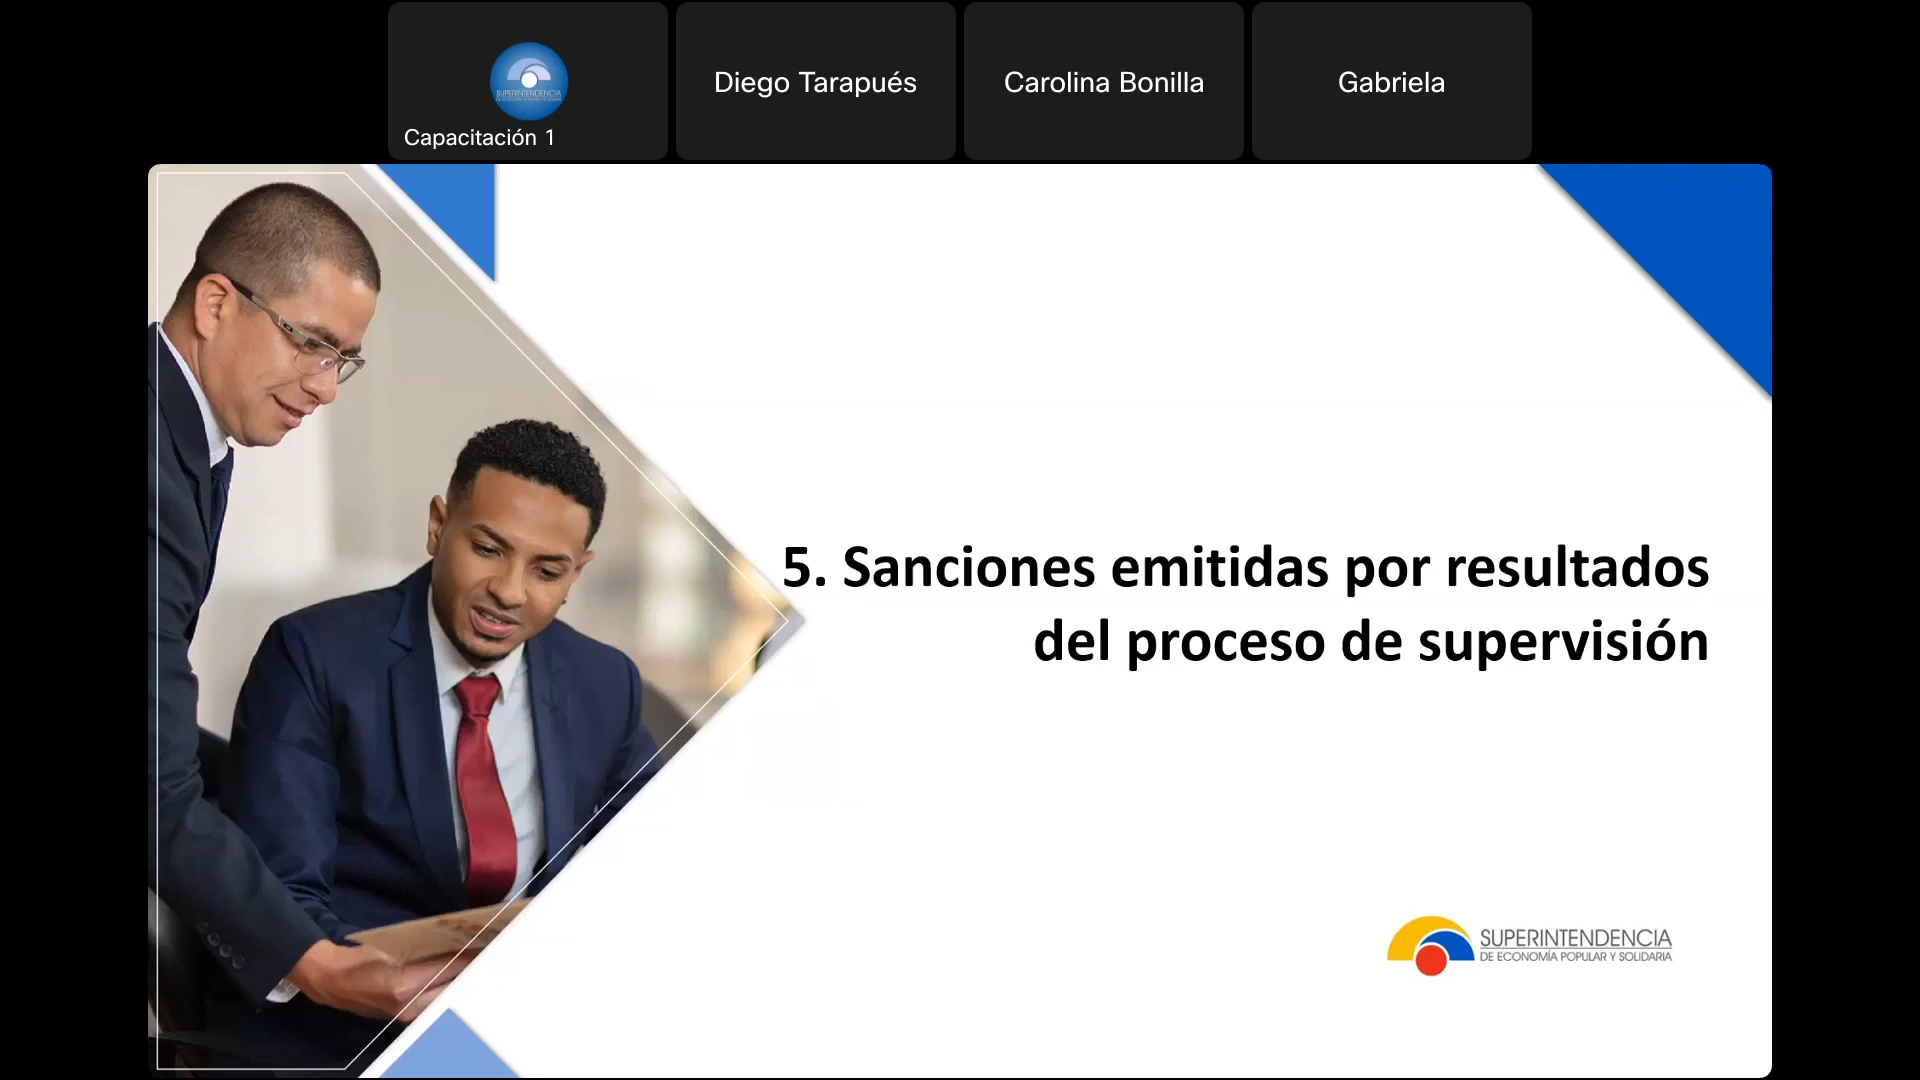 SUPERINTENDENCIA
Capacitación 1
Diego Tarapués
Carolina Bonilla
Gabriela
5. Sanciones emitidas por resultados
del proceso de supervisión
SUPERINTENDENCIA
DE ECONOMÍA POPULAR Y SOLIDARIA